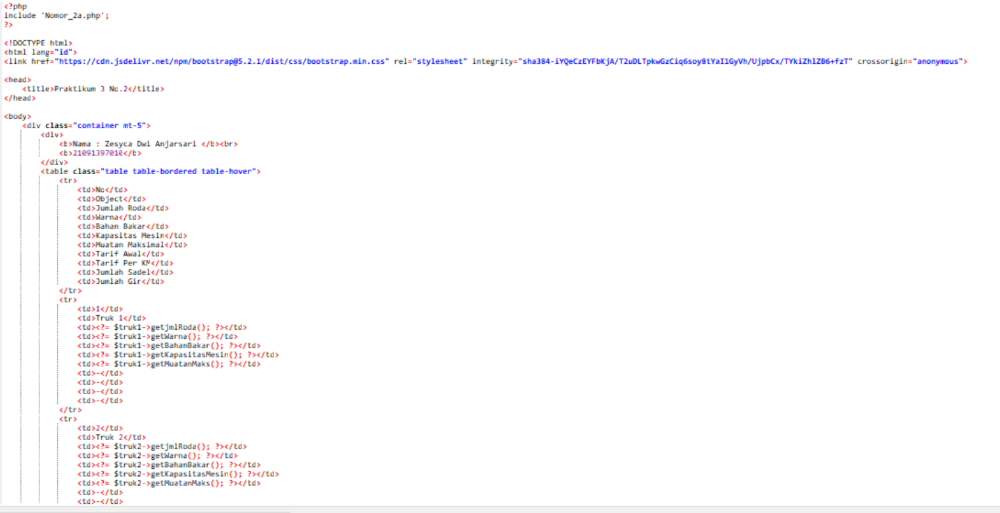 <?php
include 'Nomor_2a.php';
?>
<!DOCTYPE html>
<html lang="id">
<link href="https://cdn.jsdelivr.net/npm/bootstrap@5.2.1/dist/css/bootstrap.min.css" rel="stylesheet" integrity="sha384-iYQeCzEYFbKjA/T2uDLTpkwGzCiq6soy8tYaI1GyVh/UjpbCx/TYkiZhlZB6+fzT" crossorigin="anonymous">
<head>
<title>Praktikum 3 No.2</title>
</head>
<body>
<div class="container mt-5">
<div>
<b>Nama : Zesyca Dwi Anjarsari </b><br>
<b>21091397010</b>
</div>
<table class="table table-bordered table-hover">
<tr>
<td>No</td>
<td>Object</td>
<td>Jumlah Roda</td>
<td>Warna</td>
<td>Bahan Bakar</td>
<td>Kapasitas Mesin</td>
<td>Muatan Maksimal</td>
<td>Tarif Awal</td>
<td>Tarif Per KM</td>
<td>Jumlah Sadel</td>
<td>Jumlah Gir</td>
</tr>
<tr>
<td>1</td>
<td>Truk 1</td>
<td><?= $truk1->getjmlRoda(); ?></td>
<td><?= $truk1->getWarna(); ?></td>
<td><?= $truk1->getBahanBakar(); ?></td>
<td><?= $truk1->getKapasitasMesin(); ?></td>
<td><?= $truk1->getMuatanMaks(); ?></td>
<td>-</td>
<td>-</td>
<td>-</td>
<td>-</td>
</tr>
<tr>
<td>2</td>
<td>Truk 2</td>
<td><?= $truk2->getjmlRoda(); ?></td>
<td><?= $truk2->getWarna(); ?></td>
<td><?= $truk2->getBahanBakar(); ?></td>
<td><?= $truk2->getKapasitasMesin(); ?></td>
<td><?= $truk2->getMuatanMaks(); ?></td>
<td>-</td>
<td>-</td>